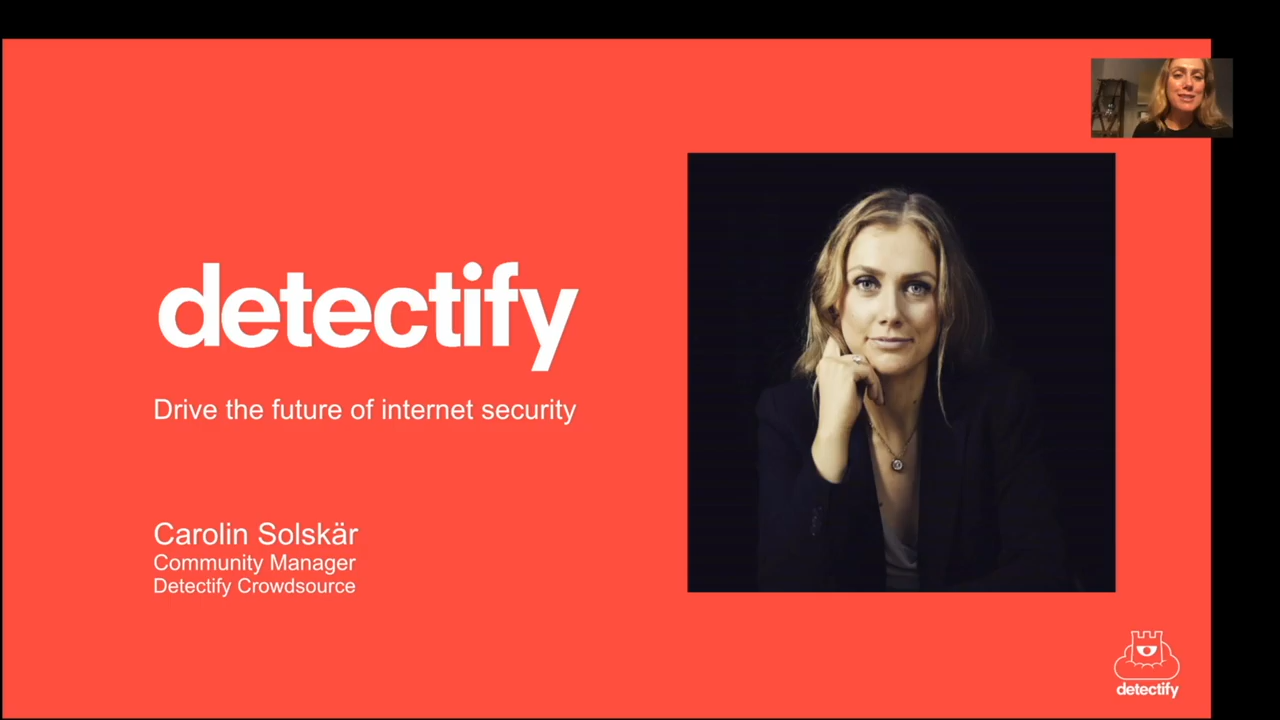 detectify
Drive the future of internet security
Carolin Solskär
Community Manager
Detectify Crowdsource
detectify